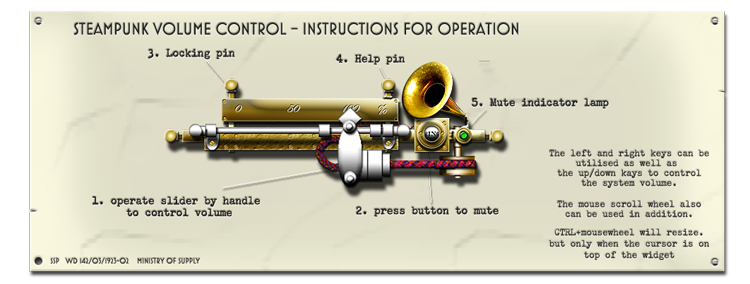 STEAMPUNK VOLUME CONTROL – INSTRUCTIONS FOR OPERATION
3. Locking pin
4. Help pin
0 50 100 %
5. Mute indicator lamp
The left and right keys can be
utilised as well as
the up/down keys to control
the system volume.
The mouse scroll wheel also
can be used in addition.
CTRL+mousewheel will resize.
but only when the cursor is on
top of the widget
1. operate slider by handle
to control volume
2. press button to mute
SSP WD 142/03/1923-02 MINISTRY OF SUPPLY